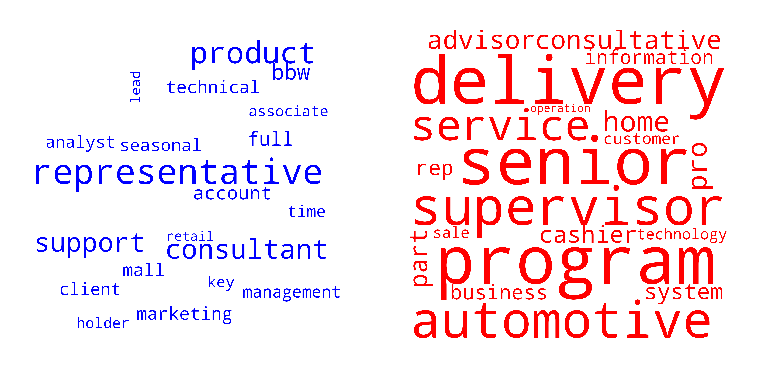 product
bbw
lead
technical
associate
analyst
seasonal
full
representative
account
time
support
retail
consultant
mall
client
key
management
marketing
holder
advisor
consultative
information
delivery
operation
service
home
customer
rep
senior
pro
supervisor
part
sale
cashier
technology
program
business
system
automotive